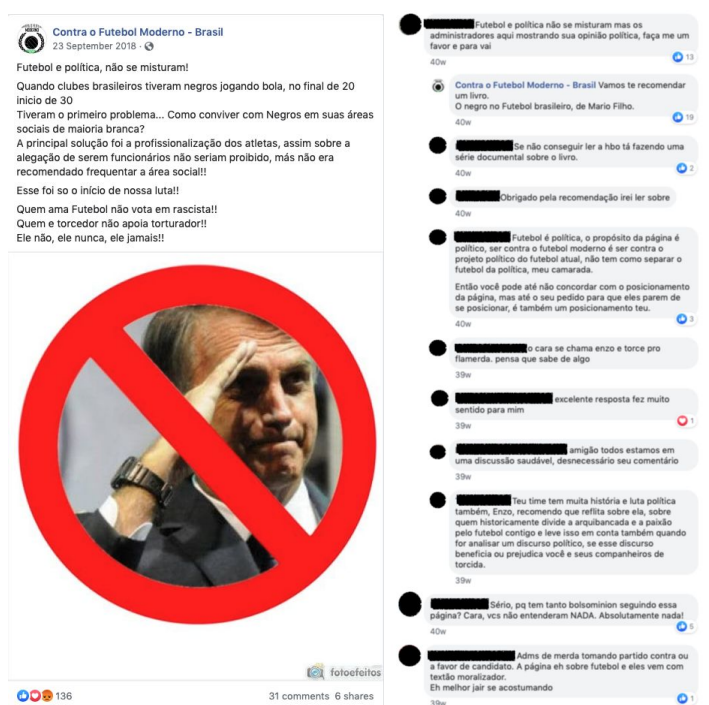 Contra o Futebol Moderno - Brasil
23 September 2018 ·
Futebol e política, não se misturam!
Quando clubes brasileiros tiveram negros jogando bola, no final de 20
inicio de 30
Tiveram o primeiro problema... Como conviver com Negros em suas áreas
sociais de maioria branca?
A principal solução foi a profissionalização dos atletas, assim sobre a
alegação de serem funcionários não seriam proibido, más não era
recomendado frequentar a área social!!
Esse foi so o início de nossa luta!!
Quem ama Futebol não vota em rascista!!
Quem e torcedor não apoia torturador!!
Ele não, ele nunca, ele jamais!!
fotoefeitos
136
31 comments 6 shares
Futebol e política não se misturam mas os
administradores aqui mostrando sua opinião política, faça me um
favor e para vai
13
40w
Contra o Futebol Moderno - Brasil Vamos te recomendar
um livro.
O negro no Futebol brasileiro, de Mario Filho.
19
40w
Se não conseguir ler a hbo tá fazendo uma
série documental sobre o livro.
2
40w
Obrigado pela recomendação irei ler sobre
40w
Futebol é política, o propósito da página é
político, ser contra o futebol moderno é ser contra o
projeto político do futebol atual, não tem como separar o
futebol da política, meu camarada.
Então você pode até não concordar com o posicionamento
da página, mas até o seu pedido para que eles parem de
se posicionar, é também um posicionamento teu.
3
40w
o cara se chama enzo e torce pro
flamerda. pensa que sabe de algo
39w
excelente resposta fez muito
sentido para mim
1
39w
amigão todos estamos em
uma discussão saudável, desnecessário seu comentário
39w
Teu time tem muita história e luta política
também, Enzo, recomendo que reflita sobre ela, sobre
quem historicamente divide a arquibancada e a paixão
pelo futebol contigo e leve isso em conta também quando
for analisar um discurso político, se esse discurso
beneficia ou prejudica você e seus companheiros de
torcida.
39w
Sério, pq tem tanto bolsominion seguindo essa
página? Cara, vcs não entenderam NADA. Absolutamente nada!
5
40w
Adms de merda tomando partido contra ou
a favor de candidato. A página eh sobre futebol e eles vem com
textão moralizador.
Eh melhor jair se acostumando
1
39w